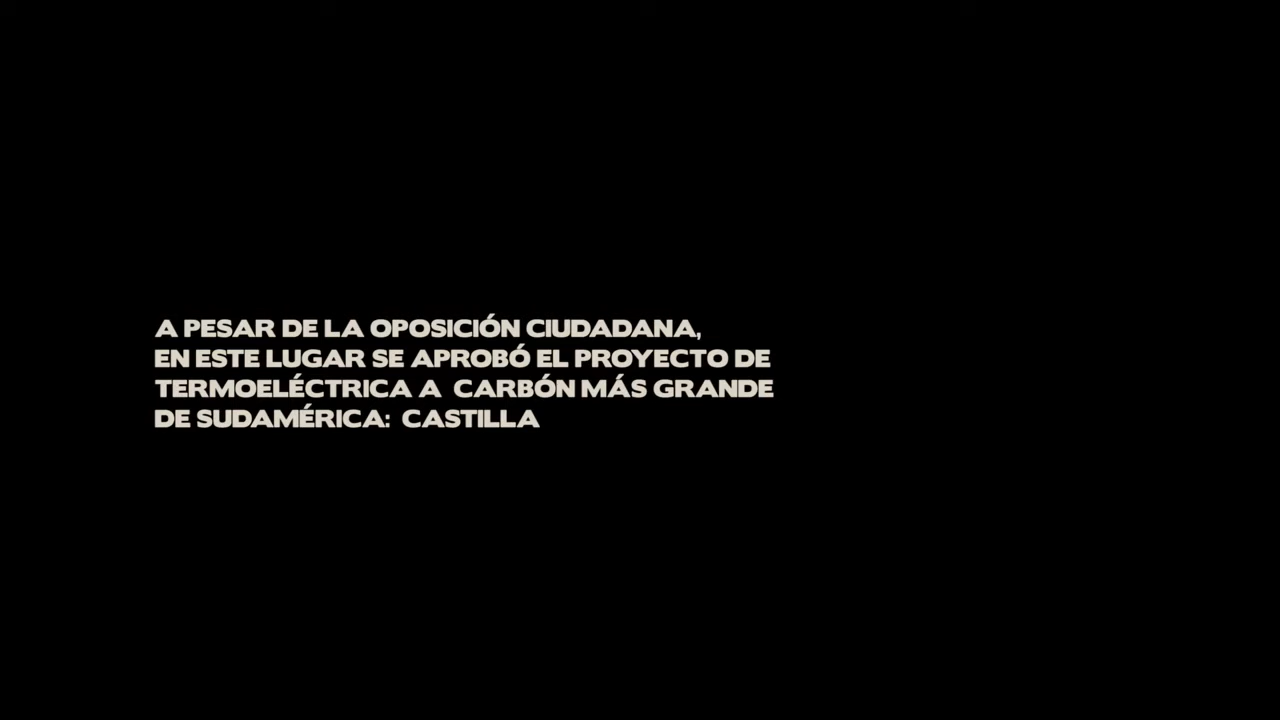 A PESAR DE LA OPOSICIÓN CIUDADANA,
EN ESTE LUGAR SE APROBÓ EL PROYECTO DE
TERMOELÉCTRICA A CARBÓN MÁS GRANDE
DE SUDAMÉRICA: CASTILLA